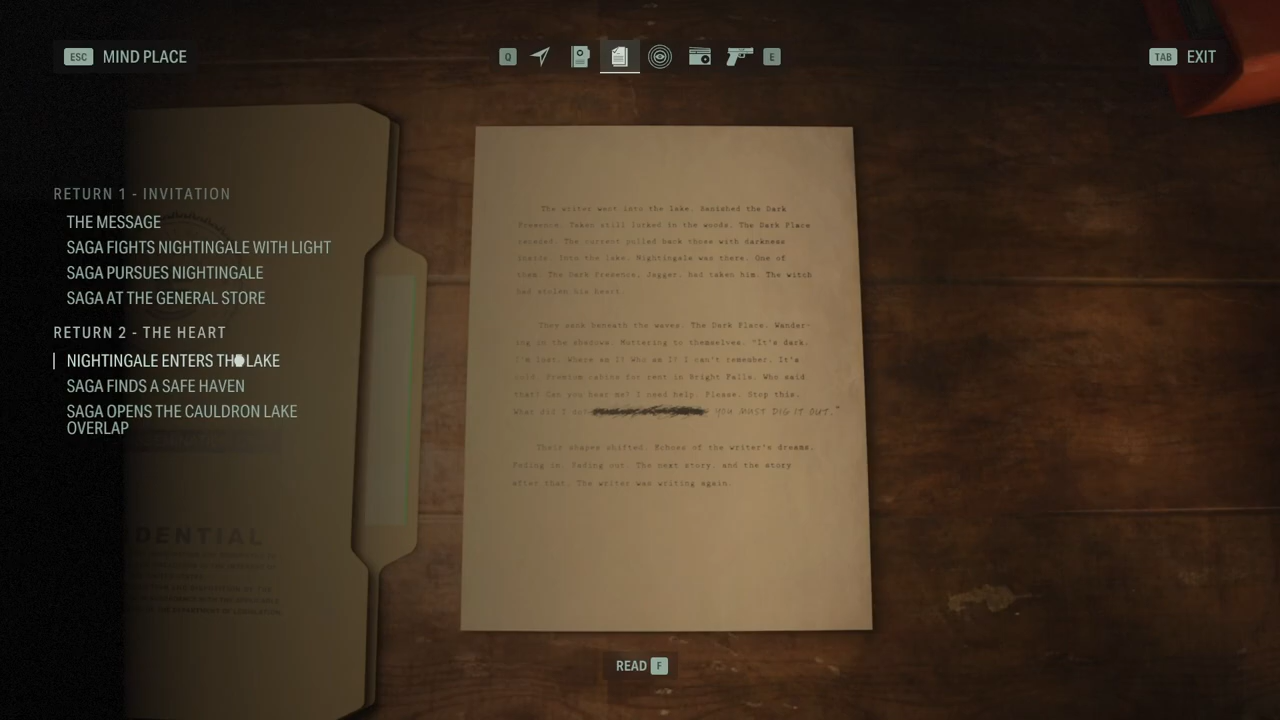 ESC MIND PLACE
Q
E
TAB EXIT
RETURN 1 - INVITATION
THE MESSAGE
SAGA FIGHTS NIGHTINGALE WITH LIGHT
SAGA PURSUES NIGHTINGALE
SAGA AT THE GENERAL STORE
RETURN 2 - THE HEART
NIGHTINGALE ENTERS THE LAKE
SAGA FINDS A SAFE HAVEN
SAGA OPENS THE CAULDRON LAKE
OVERLAP
DENTIAL
The writer went into the lake. Banished the Dark
Presence. Taken still lurked in the woods. The Dark Place
The current pulled back those with darkness
inside. Into the lake. Nightingale was there. One of
them. The Dark Presence, Jagger, had taken him. The witch
had stolen his heart.
They sank beneath the waves. The Dark Place. Wander-
ing in the shadows. Muttering to themselves. "It's dark.
I'm lost. Where am I? Who am I? I can't remember. It's
cold. Premium cabins for rent in Bright Falls. Who said
that? Can you hear me? I need help. Please. Stop this.
What did I YOU MUST DIG IT OUT."
Their shapes shifted. Echoes of the writer's dreams.
Fading in. Fading out. The next story, and the story
after that. The writer was writing again.
READ F